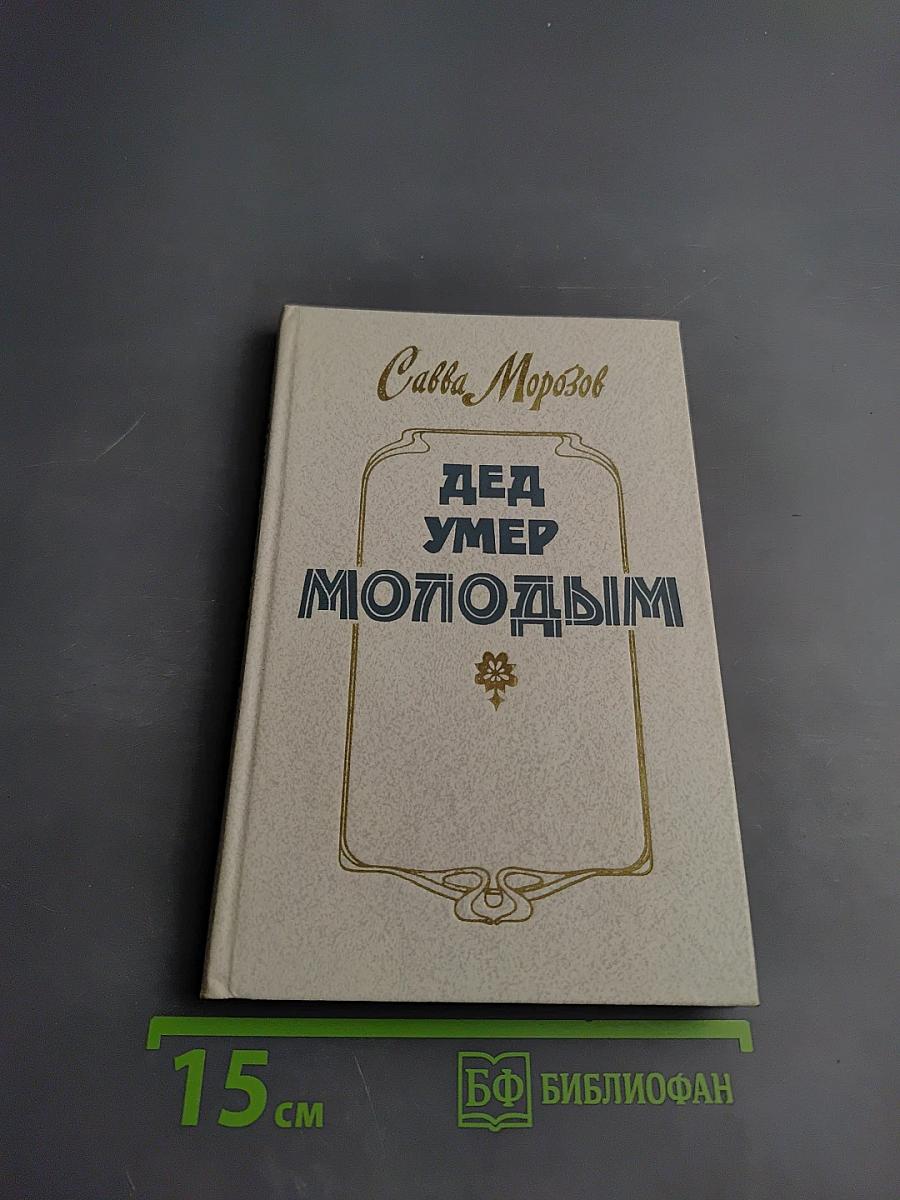 Савва Морозов
ДЕД
УМЕР
МОЛОДЫМ
15 см
БФ БИБЛИОФАН